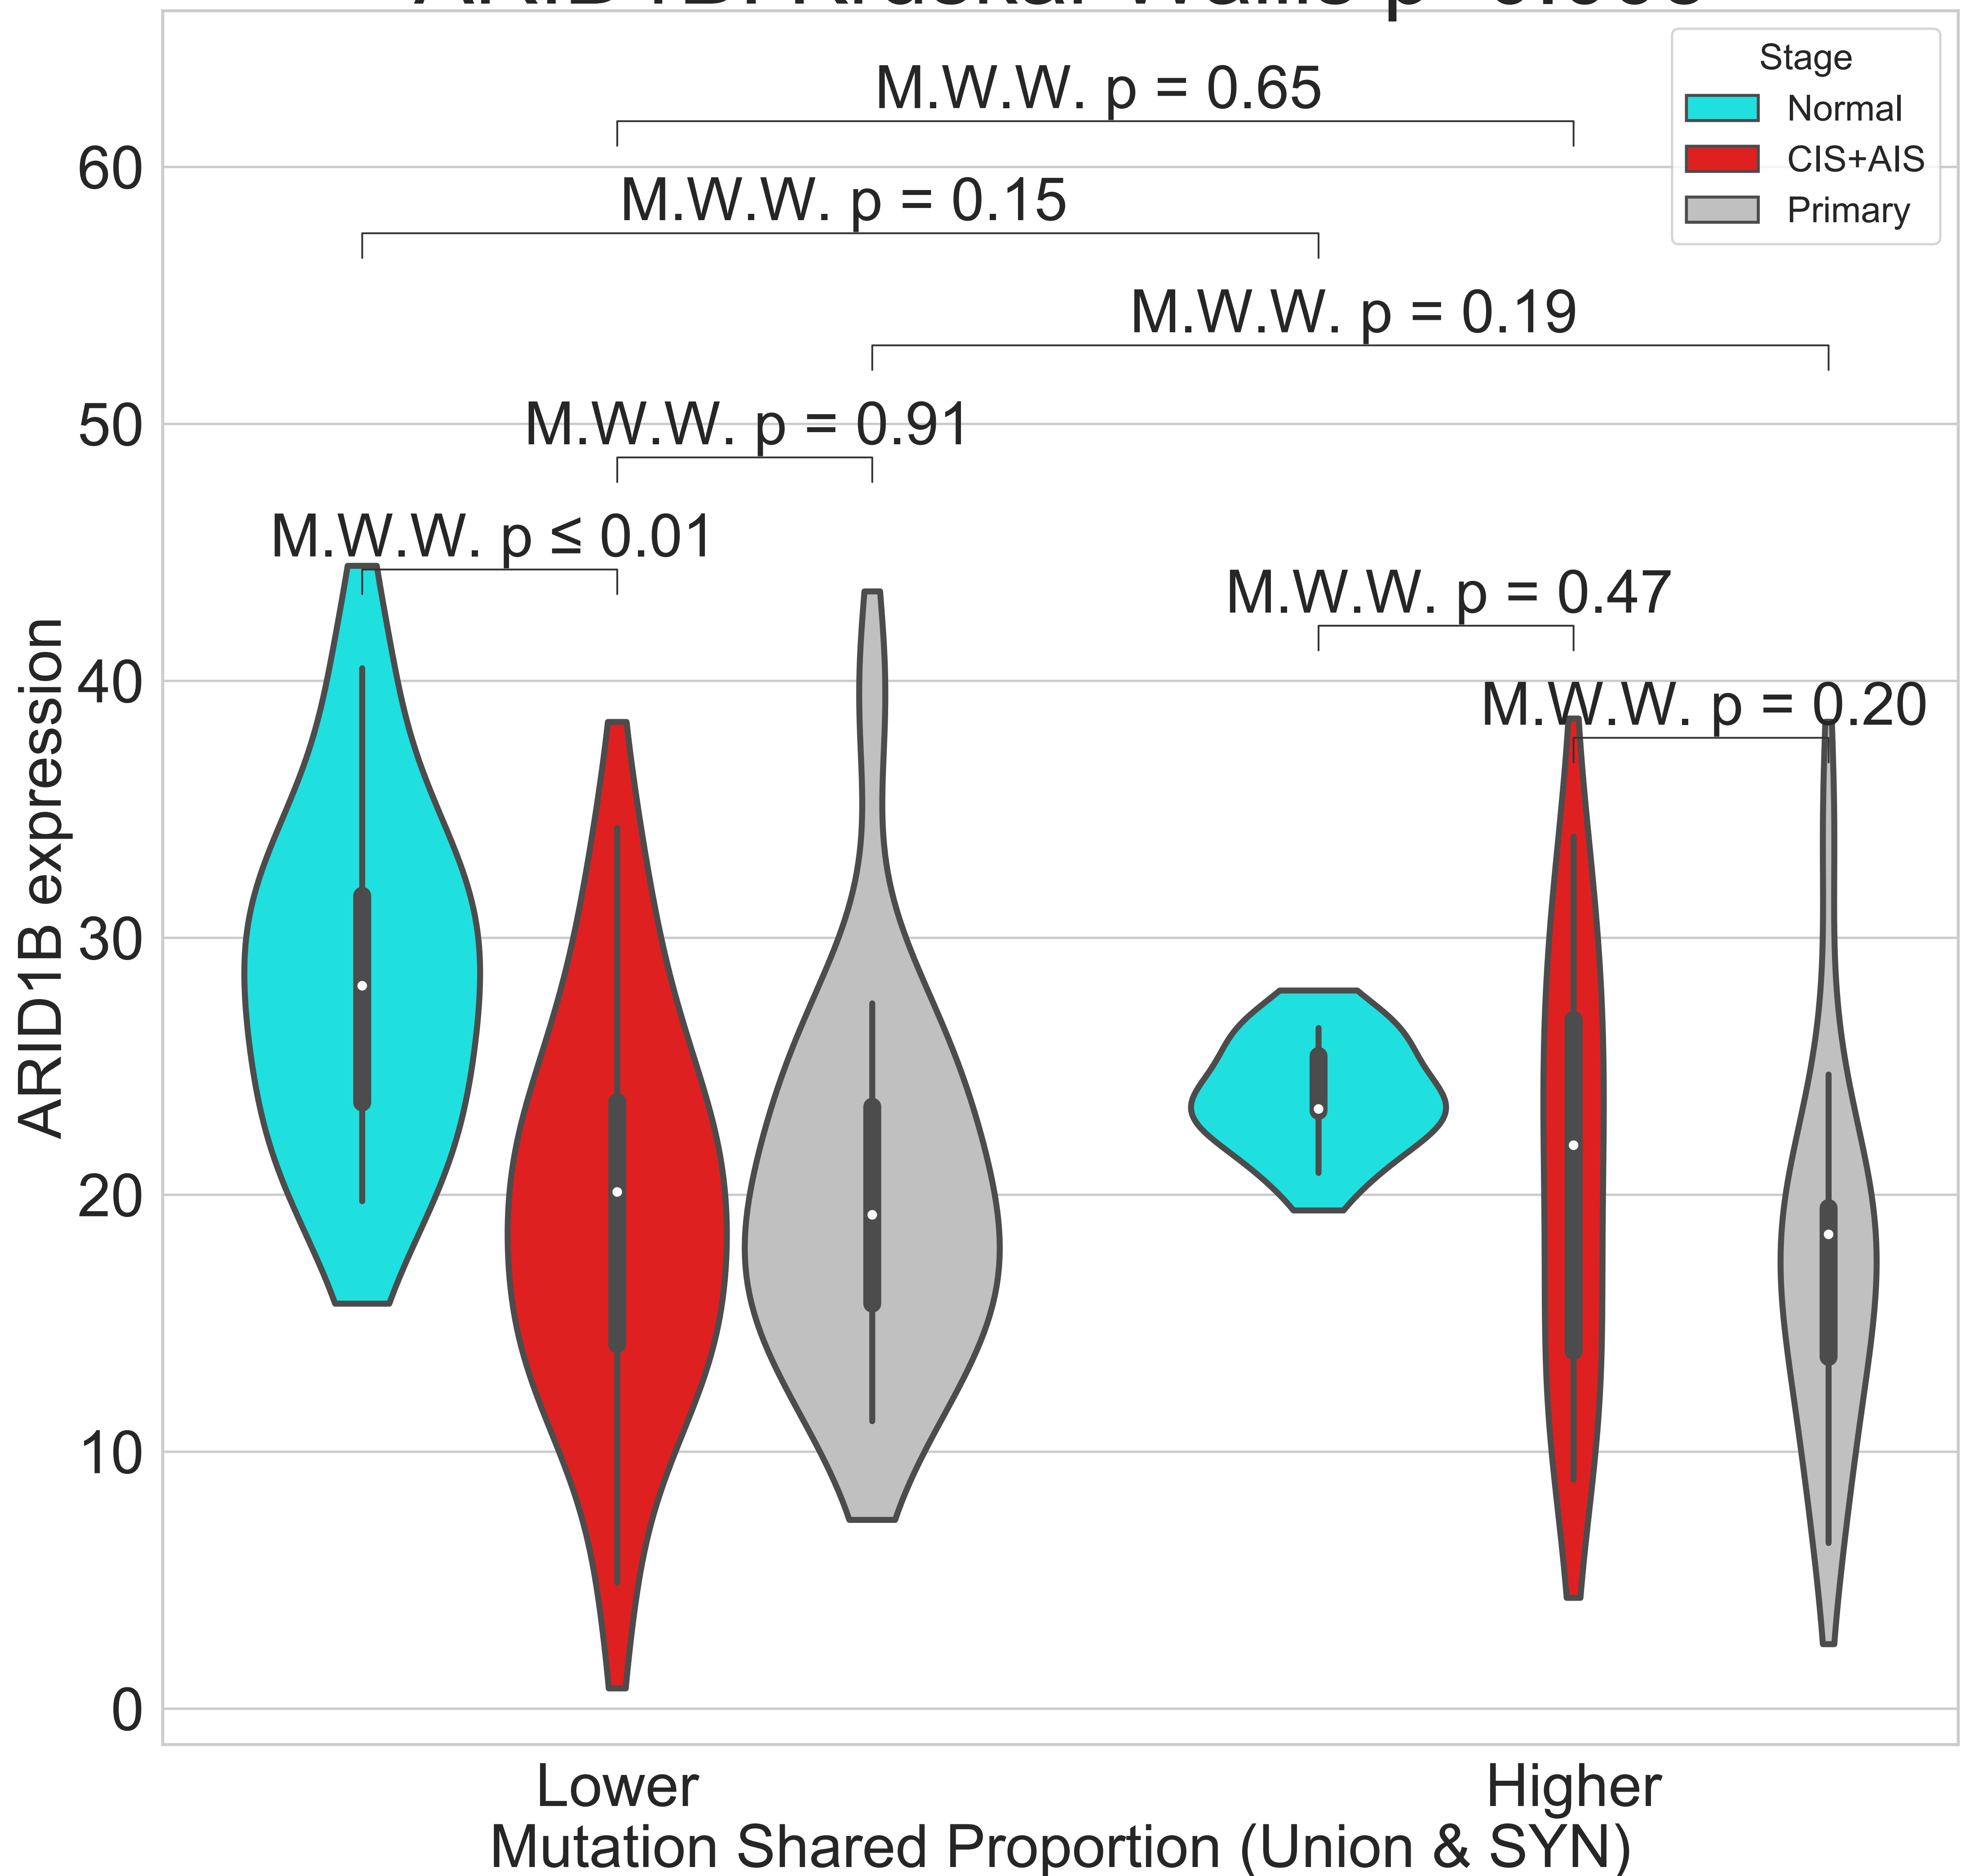 Stage
Normal
CIS+AIS
Primary
M.W.W. p = 0.65
M.W.W. p = 0.15
M.W.W. p = 0.19
M.W.W. p = 0.91
M.W.W. p ≤ 0.01
M.W.W. p = 0.47
M.W.W. p = 0.20
ARID1B expression
60
50
40
30
20
10
0
Lower
Higher
Mutation Shared Proportion (Union & SYN)